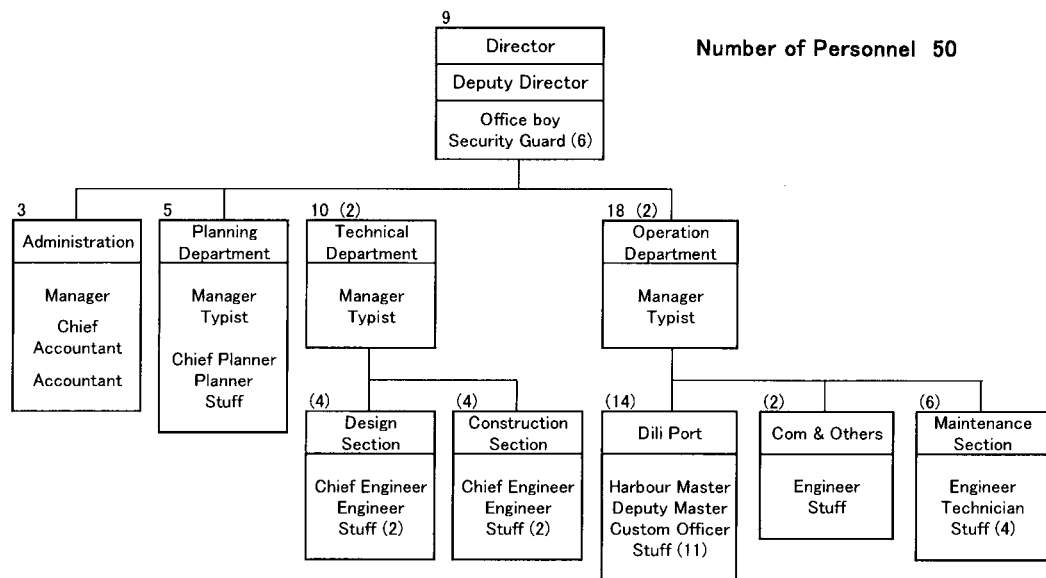 9
Number of Personnel 50
Director
Deputy Director
Office boy
Security Guard (6)
3
Administration
Manager
Chief
Accountant
Accountant
5
Planning
Department
Manager
Typist
Chief Planner
Planner
Stuff
10 (2)
Technical
Department
Manager
Typist
18 (2)
Operation
Department
Manager
Typist
(4)
Design
Section
Chief Engineer
Engineer
Stuff (2)
(4)
Construction
Section
Chief Engineer
Engineer
Stuff (2)
(14)
Dili Port
Harbour Master
Deputy Master
Custom Officer
Stuff (11)
(2)
Com & Others
Engineer
Stuff
(6)
Maintenance
Section
Engineer
Technician
Stuff (4)